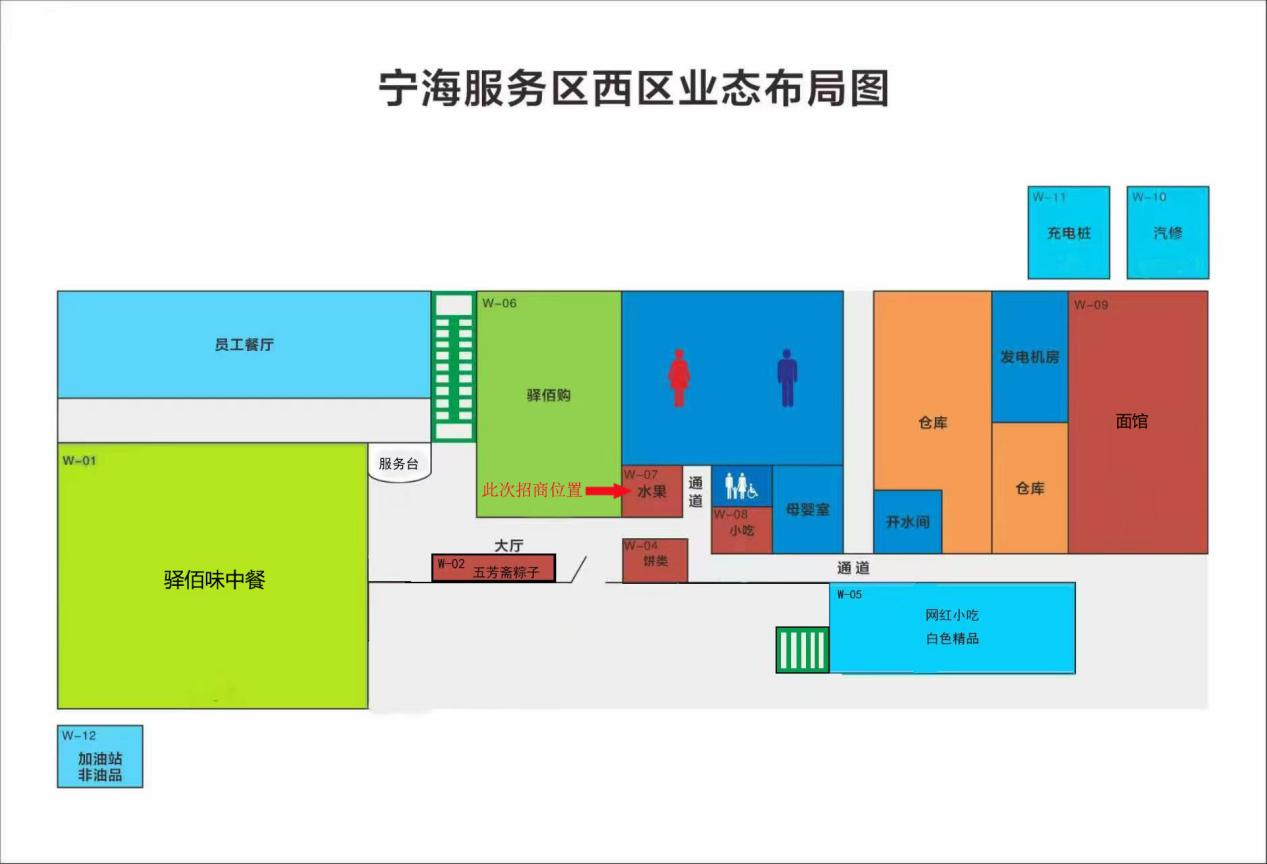 宁海服务区西区业态布局图
W-11
充电桩
W-10
汽修
员工餐厅
W-06
驿佰购
仓库
发电机房
W-09
面馆
仓库
开水间
W-01
驿佰味中餐
服务台
此次招商位置
W-07
水果
通
道
W-08
小吃
母婴室
大厅
W-02 五芳斋粽子
W-04
饼类
通道
W-05
网红小吃
白色精品
W-12
加油站
非油品